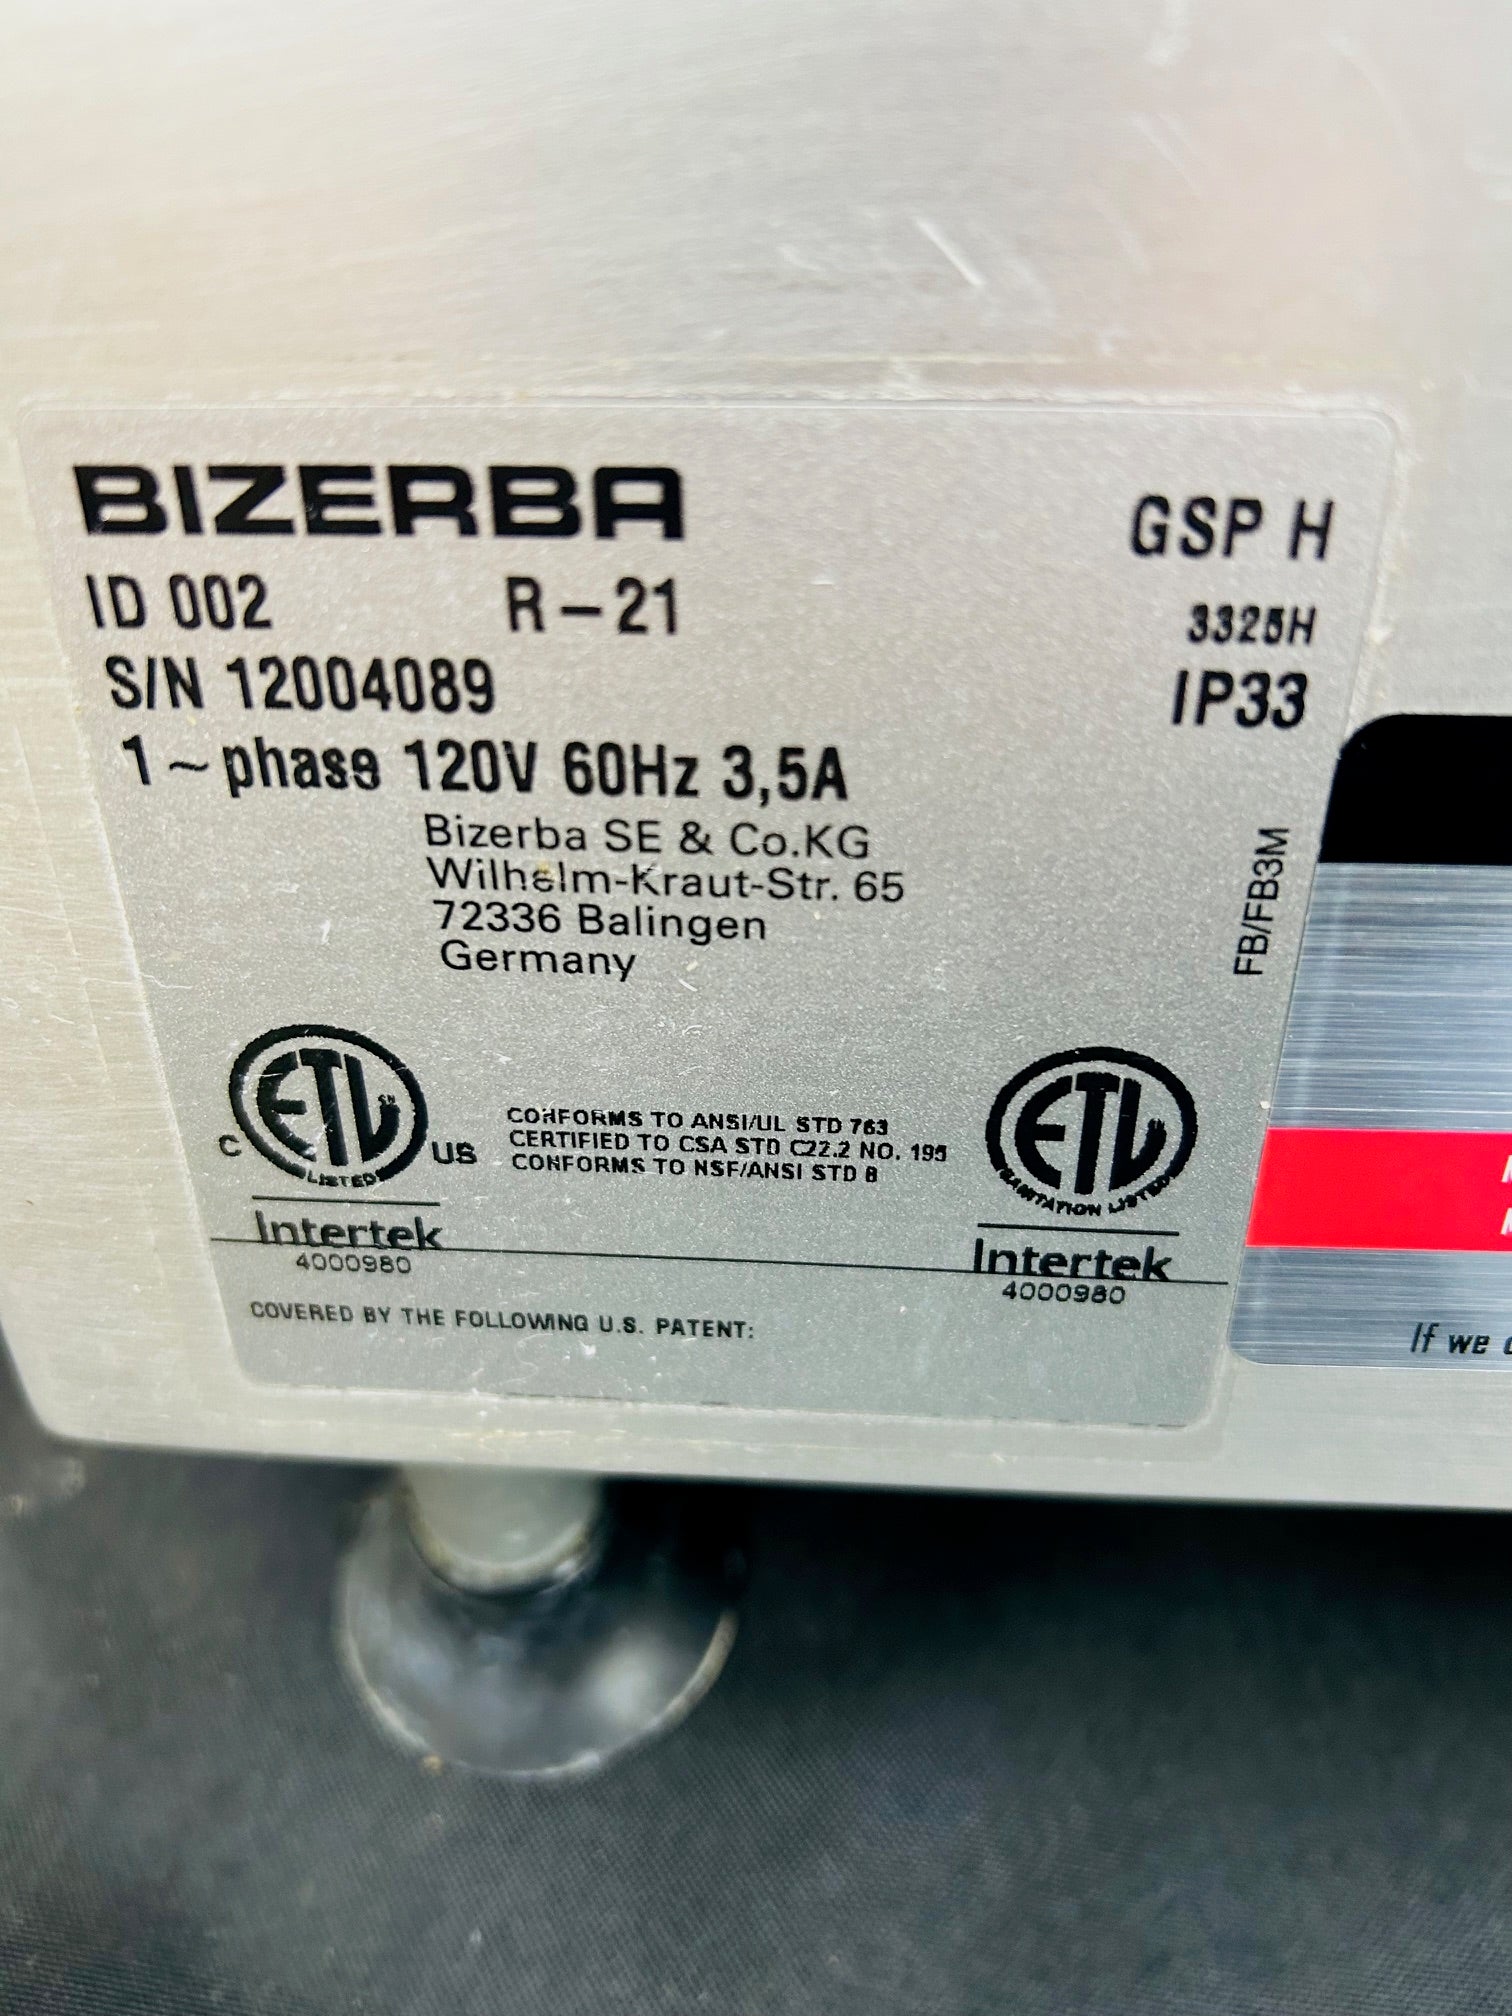 BIZERBA
GSP H
ID 002 R-21
3325H
S/N 12004089
IP33
1~phase 120V 60Hz 3,5A
Bizerba SE & Co.KG
Wilhelm-Kraut-Str. 65
72336 Balingen
Germany
FB/FB3M
ETL
LISTED
C US
Intertek
4000980
CONFORMS TO ANSI/UL STD 763
CERTIFIED TO CSA STD C22.2 NO. 195
CONFORMS TO NSF/ANSI STD 8
ETL
SANITATION LISTED
Intertek
4000980
COVERED BY THE FOLLOWING U.S. PATENT:
If we